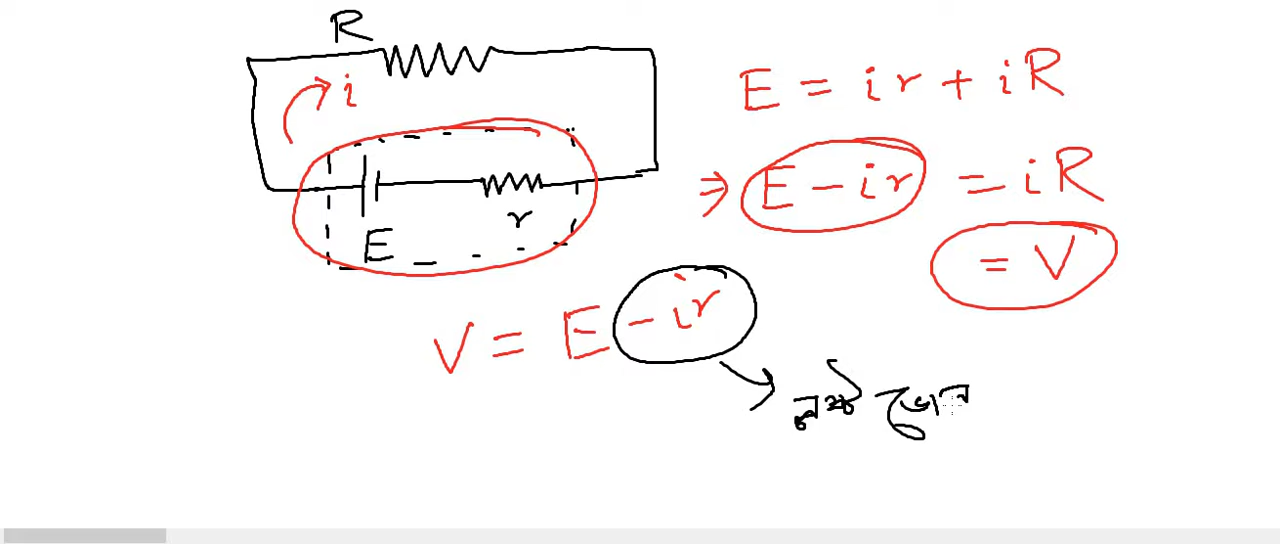 R
i
E = ir + iR
⇒ E − ir = iR
r
E
= V
V = E − ir
নষ্ট